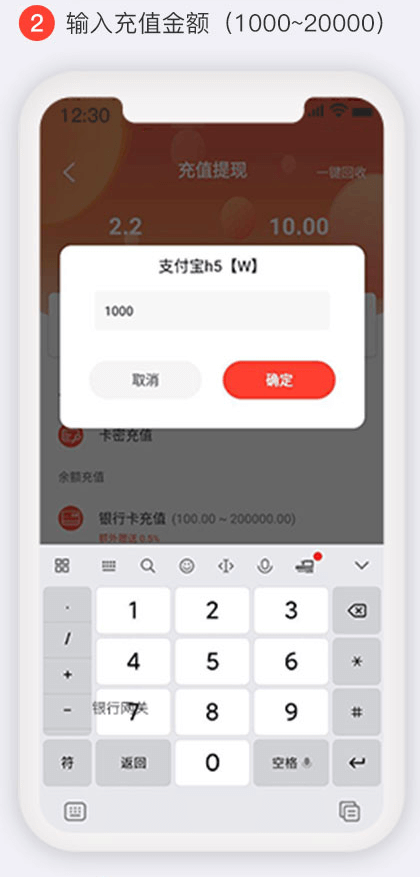 2 输入充值金额（1000~20000）
12:30
充值提现
一键回收
2.2 10.00
支付宝h5【W】
1000
取消 确定
卡密充值
余额充值
银行卡充值 (100.00 ~ 200000.00)
额外赠送 0.5%
· 1 2 3
/
+ 4 5 6 *
- 7 8 9 #
银行网关
符 返回 0 空格